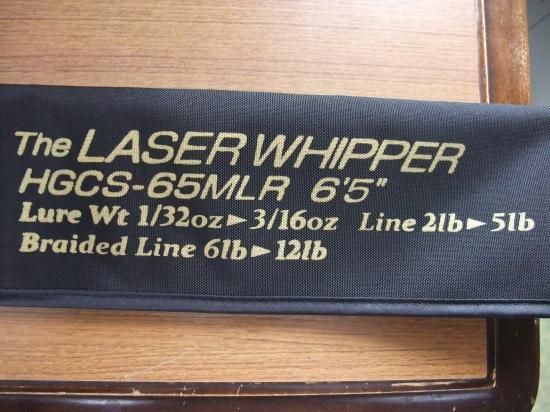 The LASER WHIPPER
HGCS-65MLR 6'5"
Lure Wt 1/32oz►3/16oz Line 2lb►5lb
Braided Line 6lb►12lb